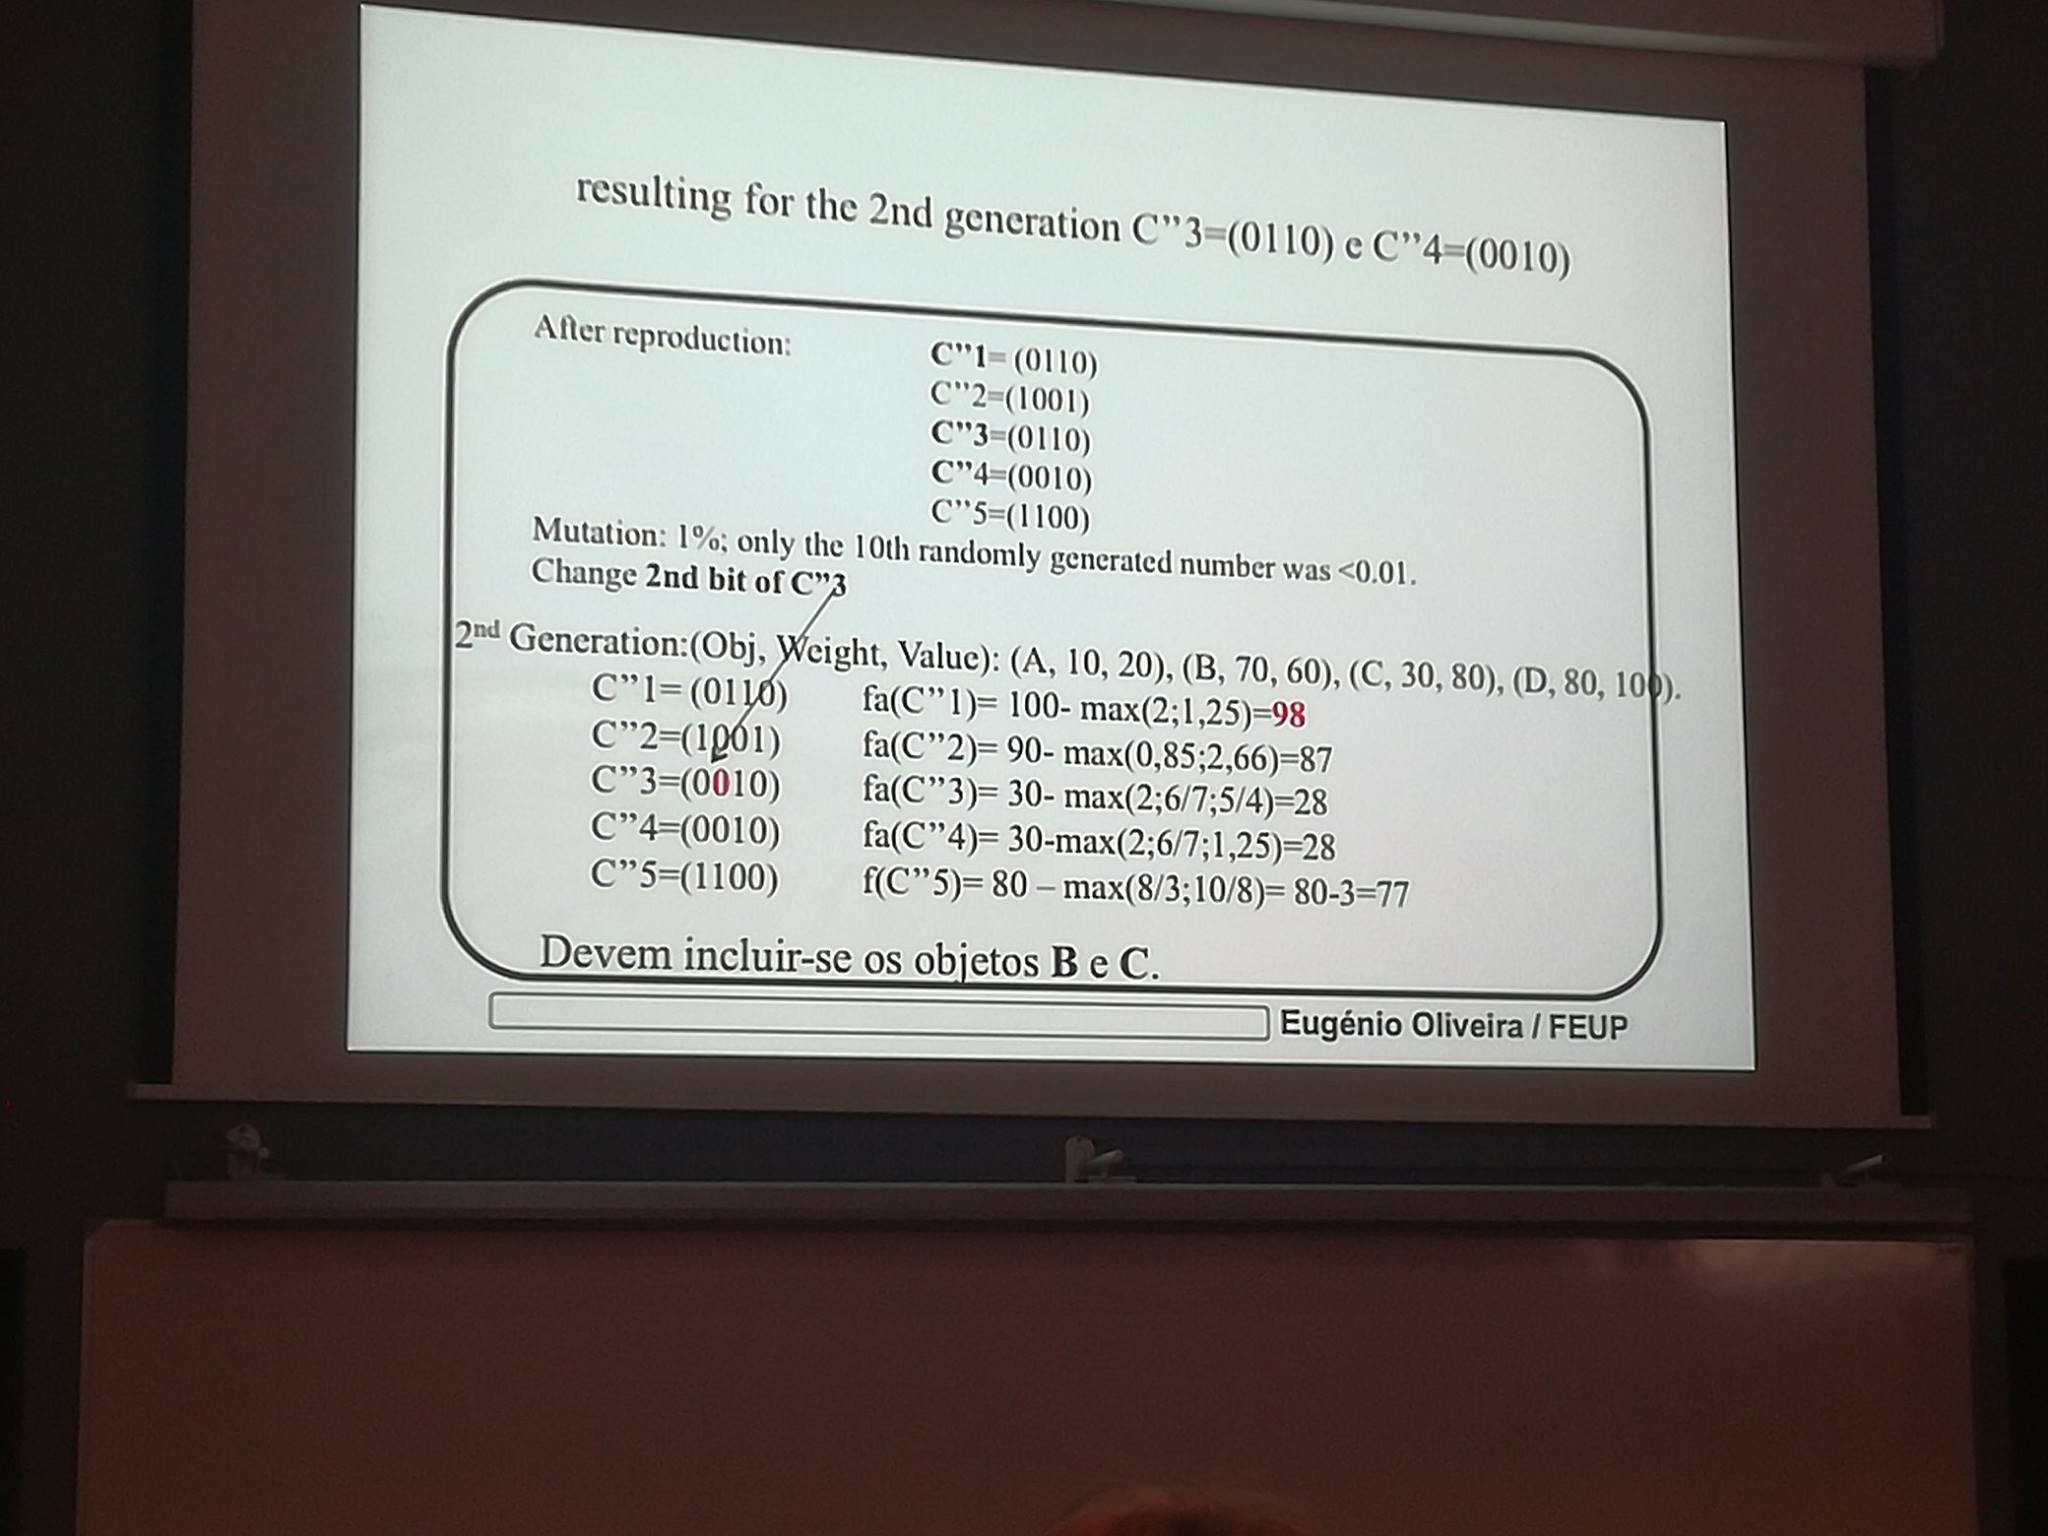 resulting for the 2nd generation C”3=(0110) e C”4=(0010)
After reproduction:
C”1= (0110)
C”2=(1001)
C”3=(0110)
C”4=(0010)
C”5=(1100)
Mutation: 1%; only the 10th randomly generated number was <0.01.
Change 2nd bit of C”3
2nd Generation:(Obj, Weight, Value): (A, 10, 20), (B, 70, 60), (C, 30, 80), (D, 80, 100).
C”1= (0110) fa(C”1)= 100- max(2;1,25)=98
C”2=(1001) fa(C”2)= 90- max(0,85;2,66)=87
C”3=(0010) fa(C”3)= 30- max(2;6/7;5/4)=28
C”4=(0010) fa(C”4)= 30-max(2;6/7;1,25)=28
C”5=(1100) f(C”5)= 80 – max(8/3;10/8)= 80-3=77
Devem incluir-se os objetos B e C.
Eugénio Oliveira / FEUP